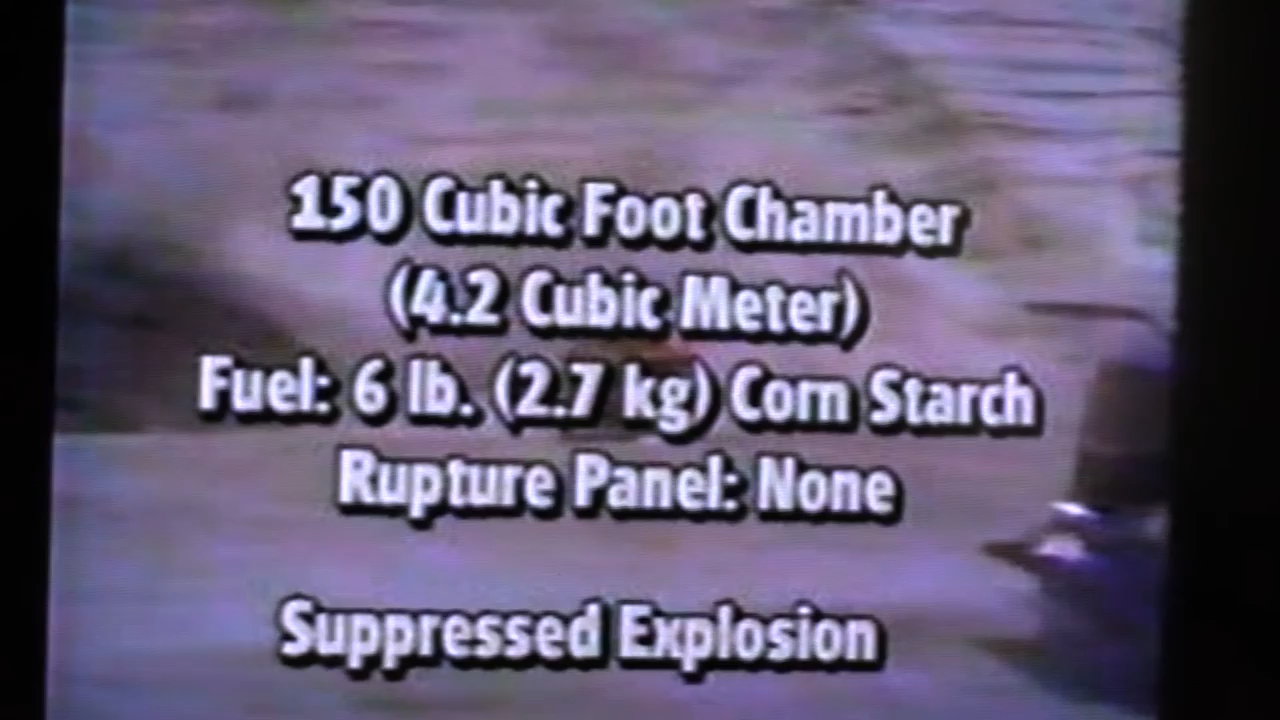 150 Cubic Foot Chamber
(4.2 Cubic Meter)
Fuel: 6 lb. (2.7 kg) Corn Starch
Rupture Panel: None
Suppressed Explosion